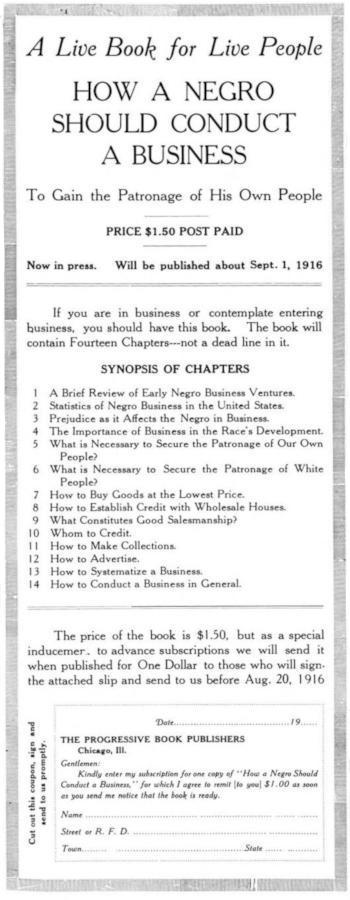 A Live Book for Live People
HOW A NEGRO
SHOULD CONDUCT
A BUSINESS
To Gain the Patronage of His Own People
PRICE $1.50 POST PAID
Now in press. Will be published about Sept. 1, 1916
If you are in business or contemplate entering
business, you should have this book. The book will
contain Fourteen Chapters---not a dead line in it.
SYNOPSIS OF CHAPTERS
1 A Brief Review of Early Negro Business Ventures.
2 Statistics of Negro Business in the United States.
3 Prejudice as it Affects the Negro in Business.
4 The Importance of Business in the Race's Development.
5 What is Necessary to Secure the Patronage of Our Own
People?
6 What is Necessary to Secure the Patronage of White
People?
7 How to Buy Goods at the Lowest Price.
8 How to Establish Credit with Wholesale Houses.
9 What Constitutes Good Salesmanship?
10 Whom to Credit.
11 How to Make Collections.
12 How to Advertise.
13 How to Systematize a Business.
14 How to Conduct a Business in General.
The price of the book is $1.50, but as a special
inducemer. to advance subscriptions we will send it
when published for One Dollar to those who will sign
the attached slip and send to us before Aug. 20, 1916
Cut out this coupon, sign and
send to us promptly.
Date..............................19......
THE PROGRESSIVE BOOK PUBLISHERS
Chicago, Ill.
Gentlemen:
Kindly enter my subscription for one copy of "How a Negro Should
Conduct a Business," for which I agree to remit [to you] $1.00 as soon
as you send me notice that the book is ready.
Name
Street or R. F. D.
Town........ State